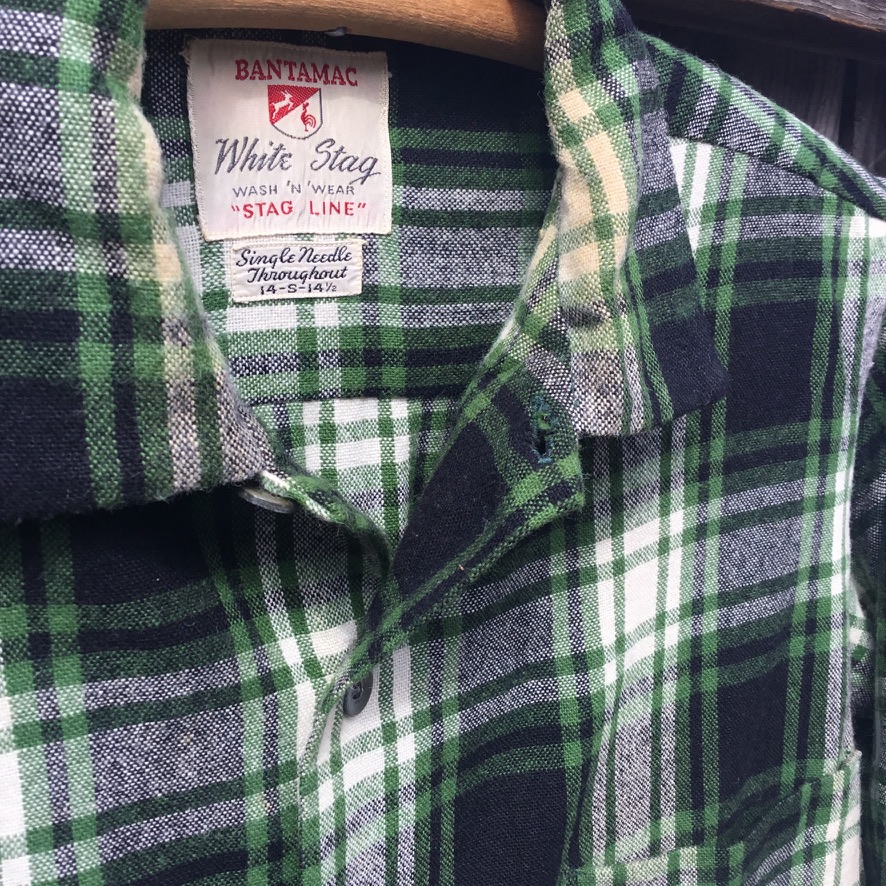 BANTAMAC
White Stag
WASH 'N 'WEAR
"STAG LINE"
Single Needle
Throughout
14-S-14½